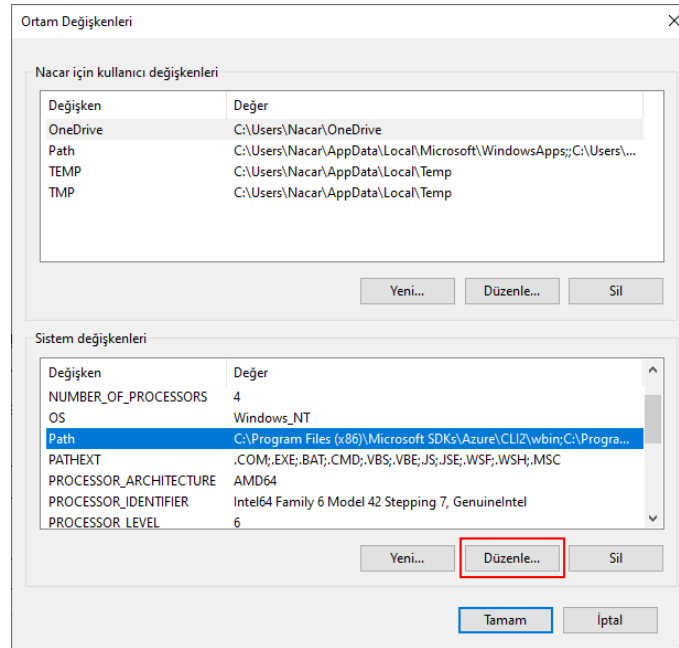 Ortam Değişkenleri
Nacar için kullanıcı değişkenleri
Değişken Değer
OneDrive C:\Users\Nacar\OneDrive
Path C:\Users\Nacar\AppData\Local\Microsoft\WindowsApps;;C:\Users\...
TEMP C:\Users\Nacar\AppData\Local\Temp
TMP C:\Users\Nacar\AppData\Local\Temp
Yeni... Düzenle... Sil
Sistem değişkenleri
Değişken Değer
NUMBER_OF_PROCESSORS 4
OS Windows_NT
Path C:\Program Files (x86)\Microsoft SDKs\Azure\CLI2\wbin;C:\Progra...
PATHEXT .COM;.EXE;.BAT;.CMD;.VBS;.VBE;.JS;.JSE;.WSF;.WSH;.MSC
PROCESSOR_ARCHITECTURE AMD64
PROCESSOR_IDENTIFIER Intel64 Family 6 Model 42 Stepping 7, GenuineIntel
PROCESSOR_LEVEL 6
Yeni... Düzenle... Sil
Tamam İptal